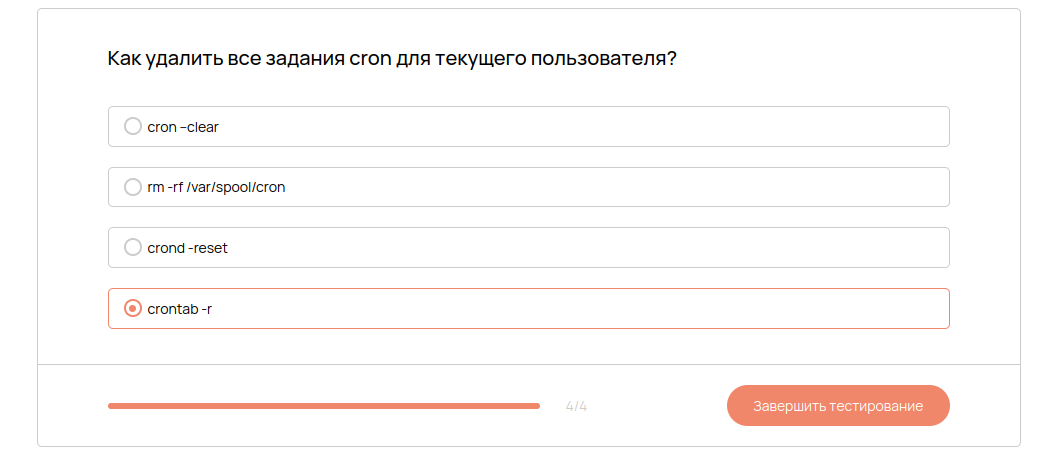 Как удалить все задания cron для текущего пользователя?
cron –clear
rm -rf /var/spool/cron
crond -reset
crontab -r
4/4
Завершить тестирование